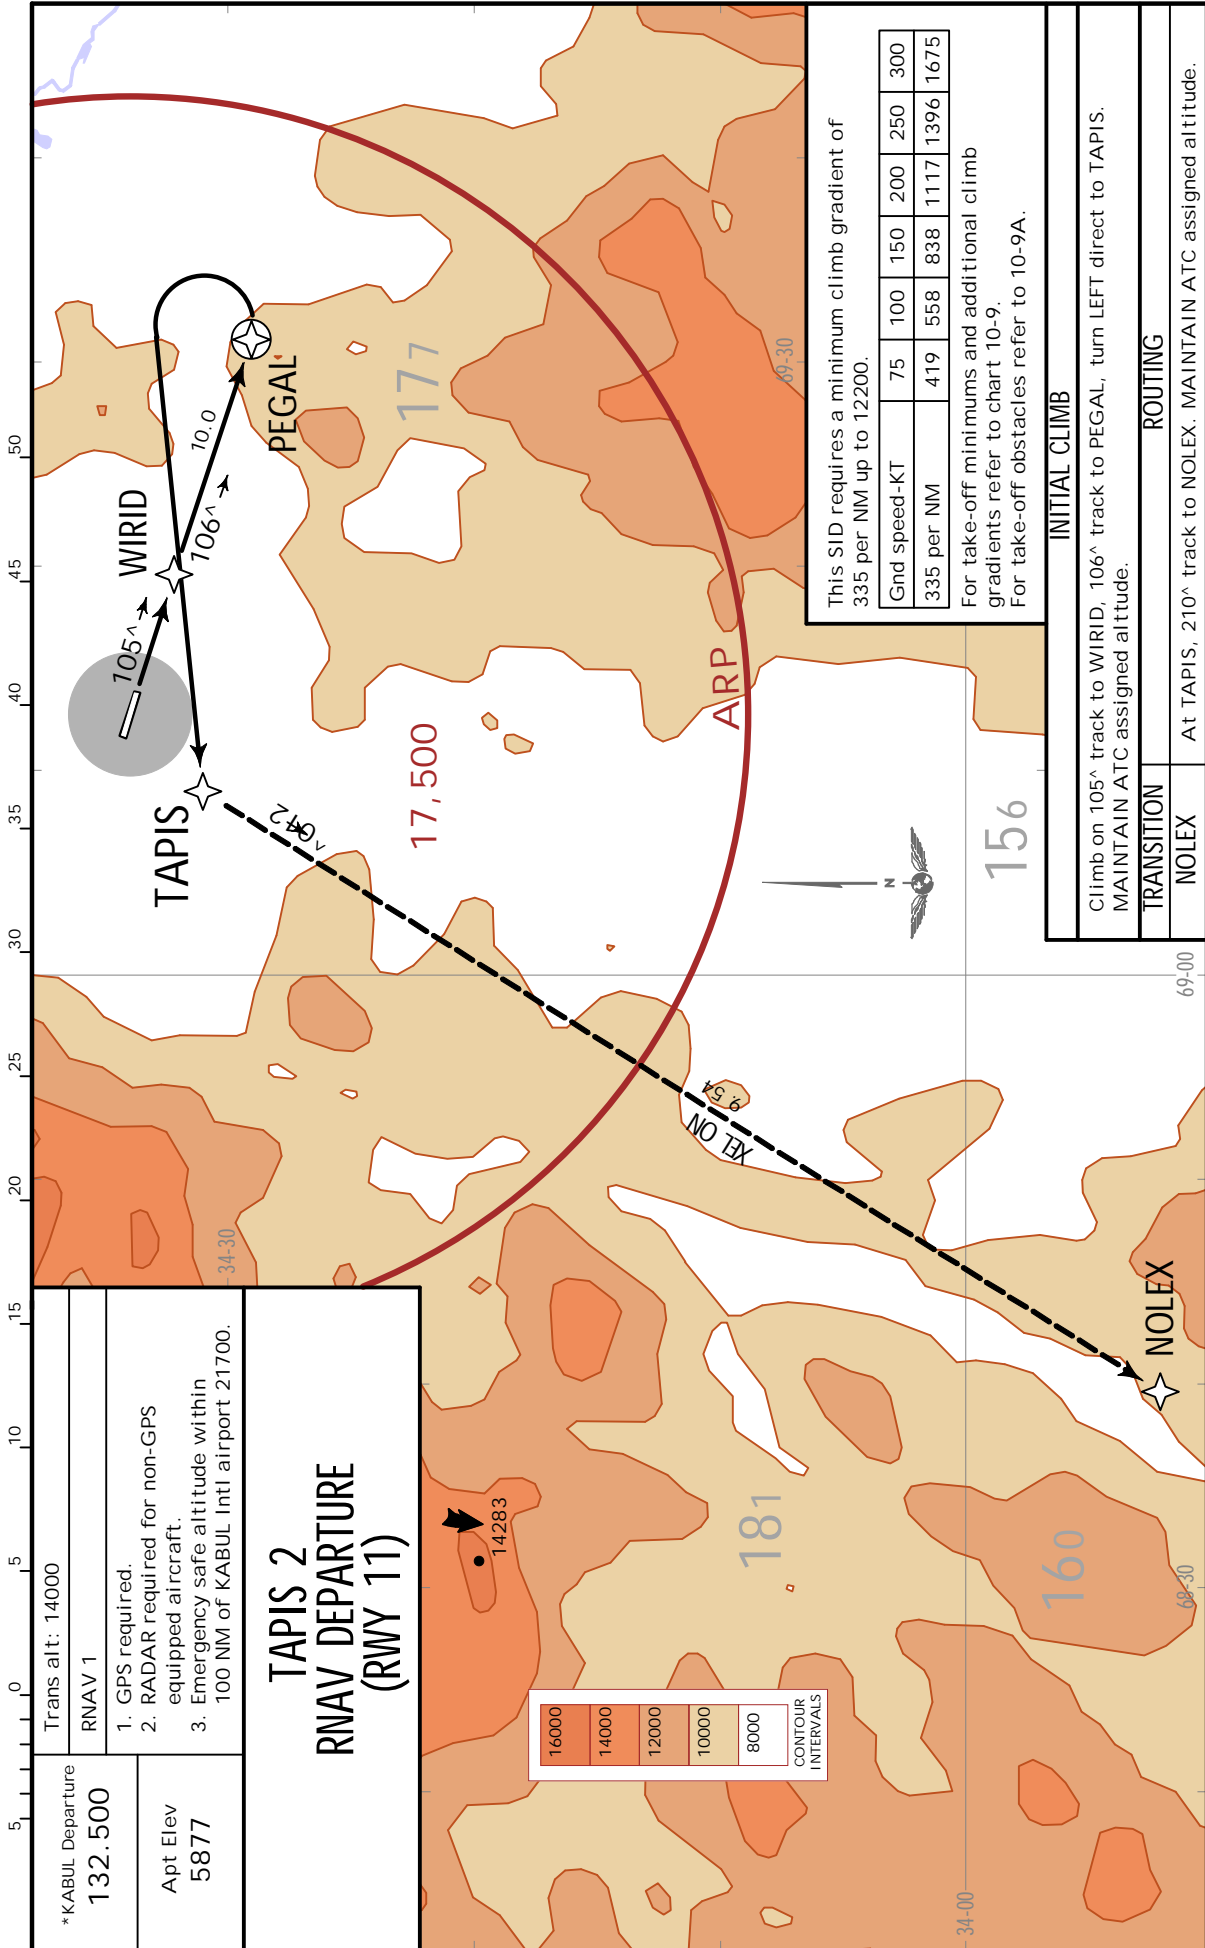 *KABUL Departure
132.500
Apt Elev
5877
Trans alt: 14000
RNAV 1
1. GPS required.
2. RADAR required for non-GPS
equipped aircraft.
3. Emergency safe altitude within
100 NM of KABUL Intl airport 21700.
TAPIS 2
RNAV DEPARTURE
(RWY 11)
5 0 5 10 15 20 25 30 35 40 45 50
34-30
TAPIS
WIRID
PEGAL
105^
106^
10.0
^042
17,500
177
14283
9.54
XEL ON
ARP
181
156
160
NOLEX
N
69-30
69-00
68-30
34-00
16000
14000
12000
10000
8000
CONTOUR
INTERVALS
This SID requires a minimum climb gradient of
335 per NM up to 12200.
Gnd speed-KT 75 100 150 200 250 300
335 per NM 419 558 838 1117 1396 1675
For take-off minimums and additional climb
gradients refer to chart 10-9.
For take-off obstacles refer to 10-9A.
INITIAL CLIMB
Climb on 105^ track to WIRID, 106^ track to PEGAL, turn LEFT direct to TAPIS.
MAINTAIN ATC assigned altitude.
TRANSITION ROUTING
NOLEX At TAPIS, 210^ track to NOLEX. MAINTAIN ATC assigned altitude.